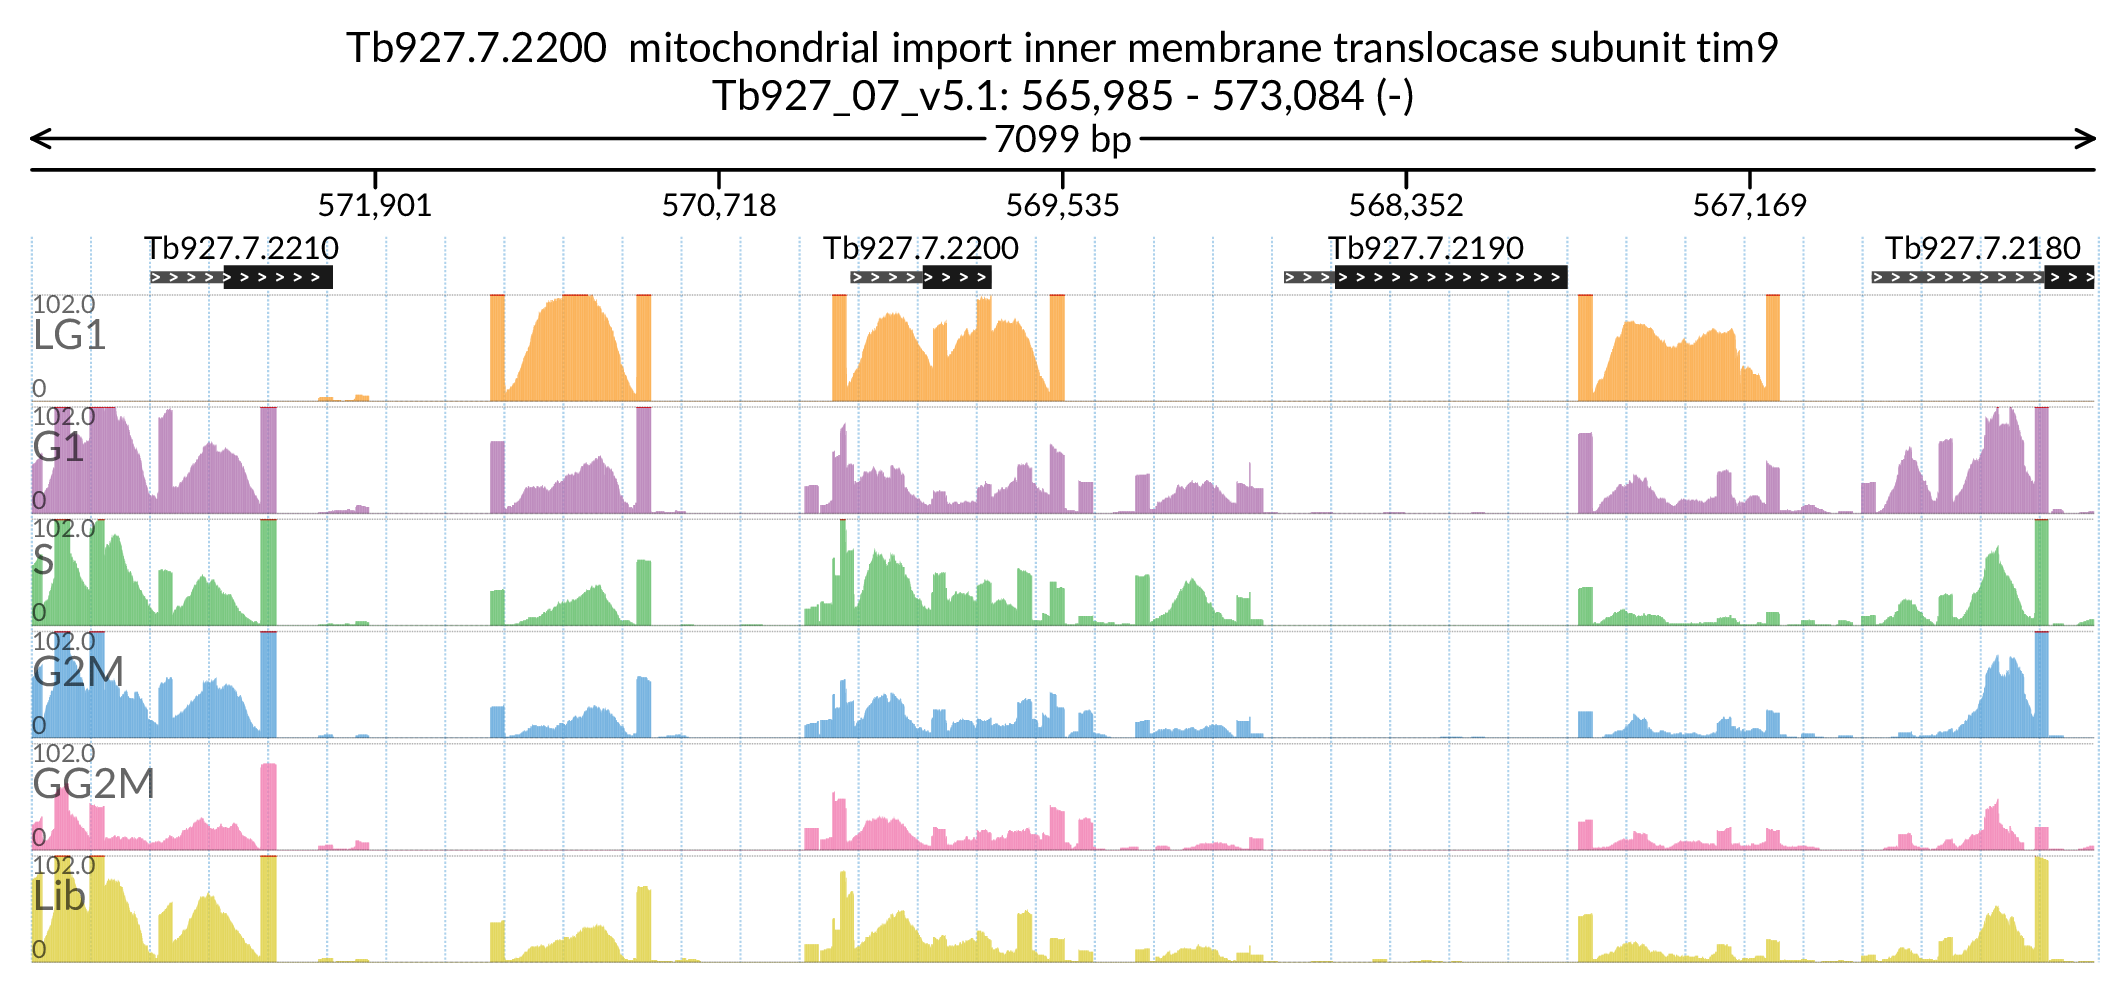 Tb927.7.2200 mitochondrial import inner membrane translocase subunit tim9
Tb927_07_v5.1: 565,985 - 573,084 (-)
7099 bp
571,901 570,718 569,535 568,352 567,169
Tb927.7.2210 Tb927.7.2200 Tb927.7.2190 Tb927.7.2180
102.0
LG1
0
102.0
G1
0
102.0
S
0
102.0
G2M
0
102.0
GG2M
0
102.0
Lib
0